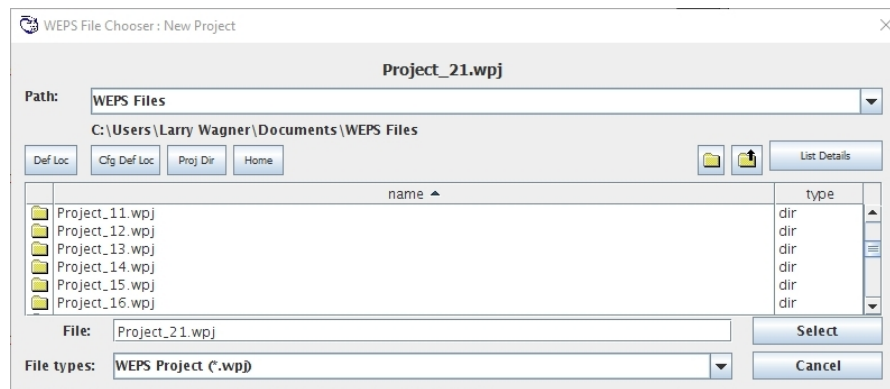 WEPS File Chooser : New Project
Project_21.wpj
Path: WEPS Files
C:\Users\Larry Wagner\Documents\WEPS Files
Def Loc Cfg Def Loc Proj Dir Home List Details
name type
Project_11.wpj dir
Project_12.wpj dir
Project_13.wpj dir
Project_14.wpj dir
Project_15.wpj dir
Project_16.wpj dir
File: Project_21.wpj Select
File types: WEPS Project (*.wpj) Cancel